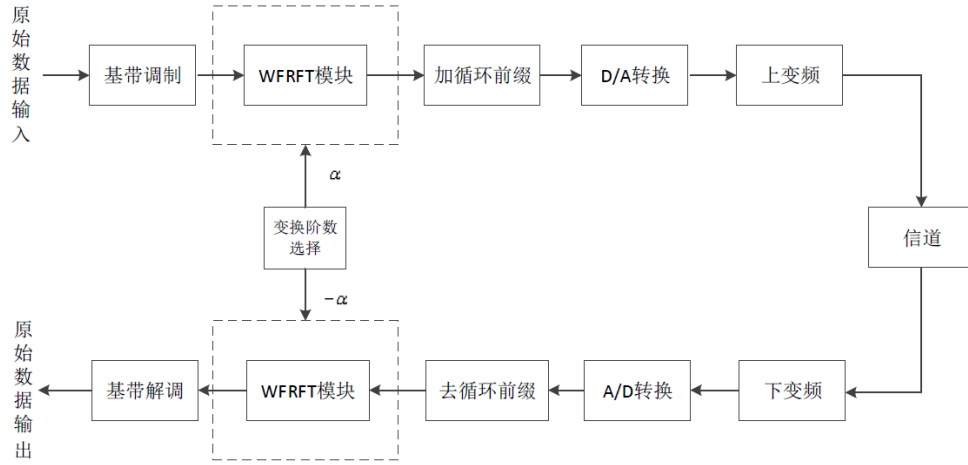 原始数据输入
基带调制
WFRFT模块
加循环前缀
D/A转换
上变频
α
变换阶数
选择
信道
-α
原始数据输出
基带解调
WFRFT模块
去循环前缀
A/D转换
下变频